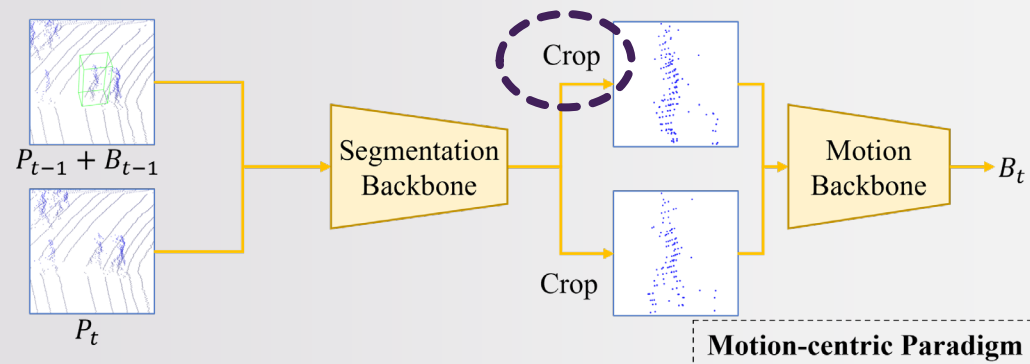 Crop
P_{t-1} + B_{t-1}
Segmentation
Backbone
Motion
Backbone
B_t
P_t
Crop
Motion-centric Paradigm